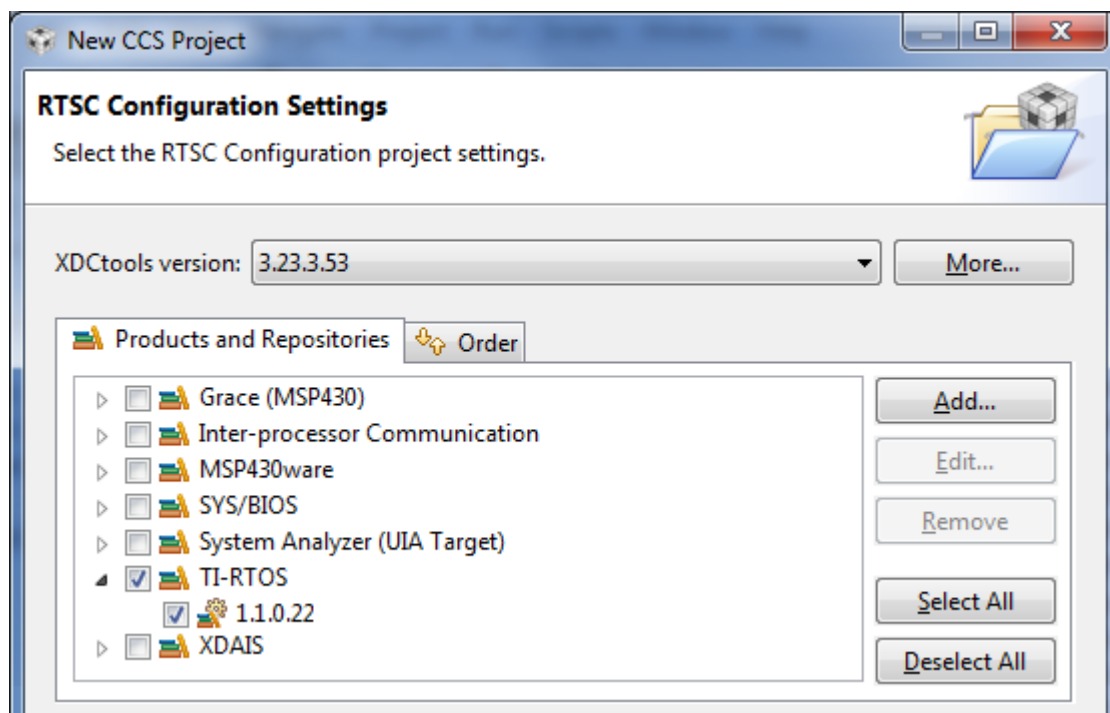 New CCS Project
RTSC Configuration Settings
Select the RTSC Configuration project settings.
XDCtools version: 3.23.3.53 More...
Products and Repositories Order
Grace (MSP430)
Add...
Inter-processor Communication
Edit...
MSP430ware
SYS/BIOS
Remove
System Analyzer (UIA Target)
TI-RTOS
Select All
1.1.0.22
XDAIS
Deselect All